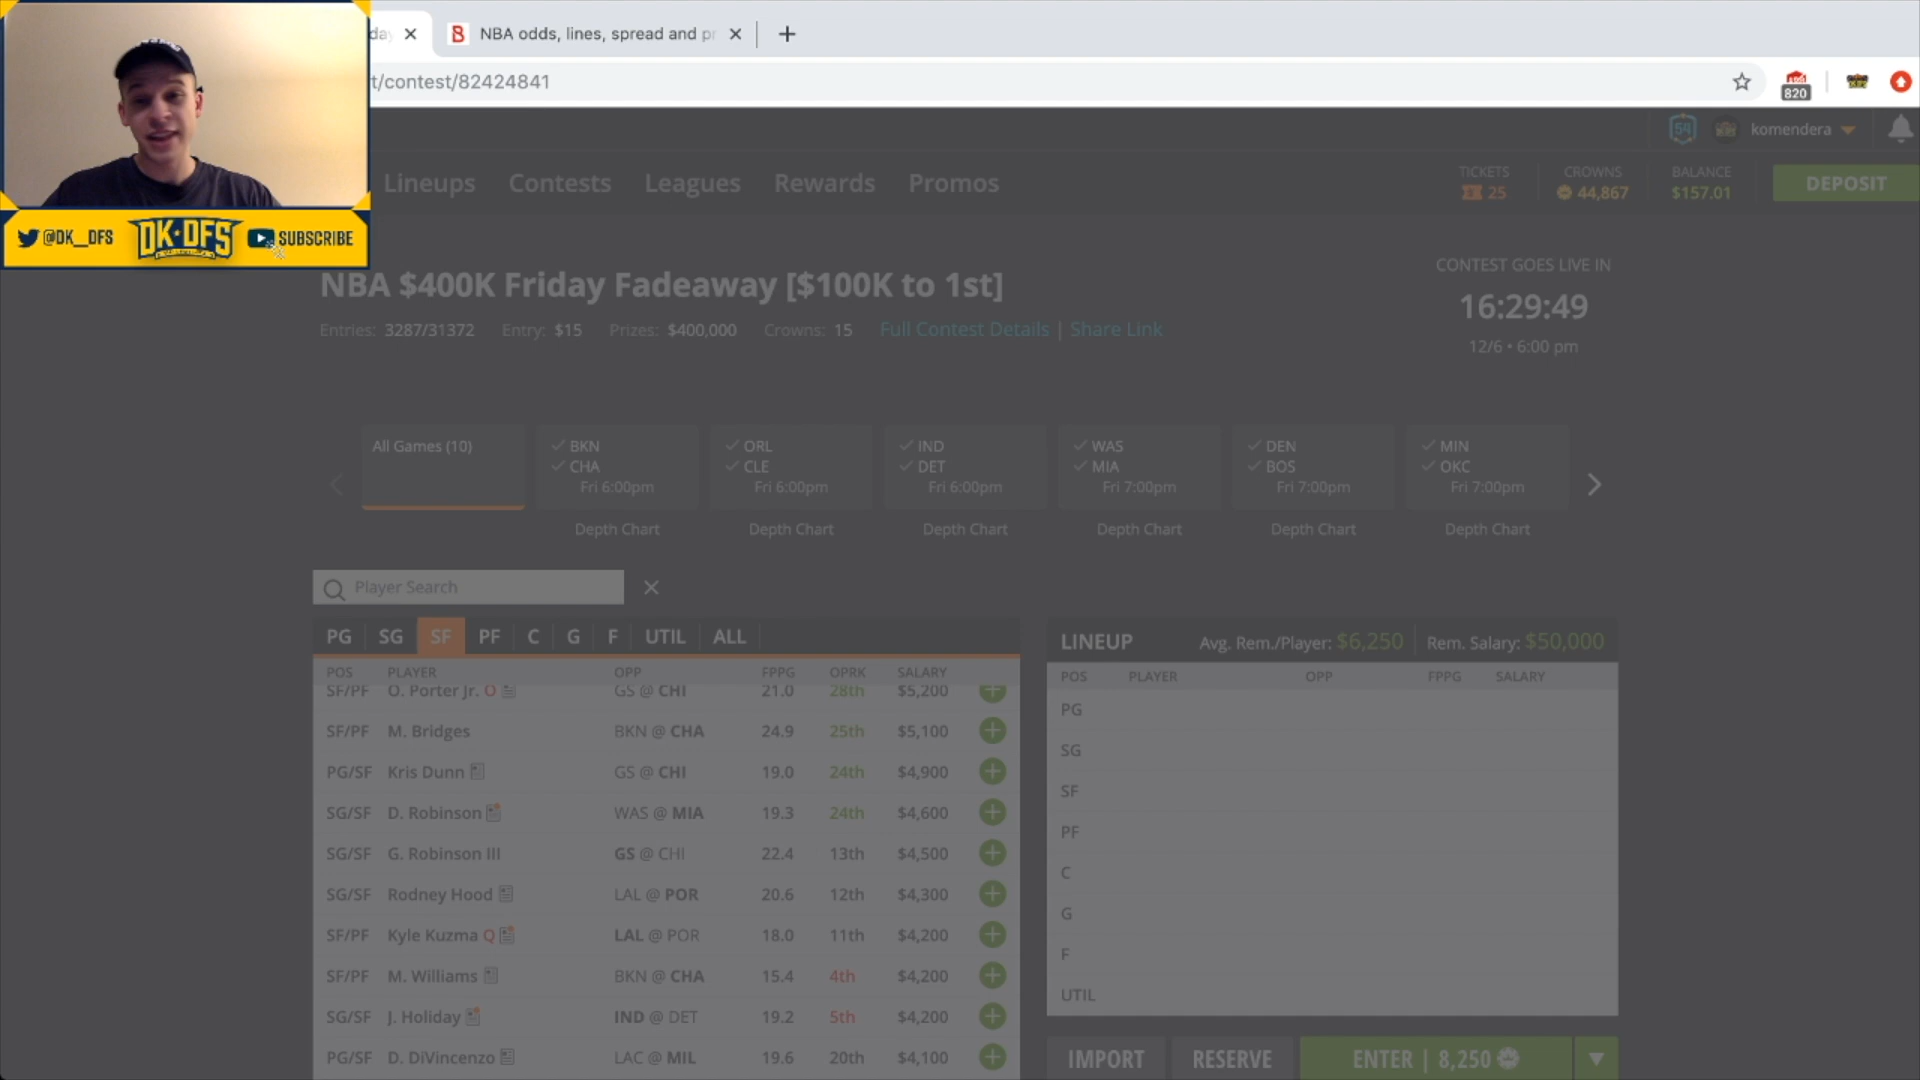 day
NBA odds, lines, spread and pr
t/contest/82424841
820
54
komendera
Lineups
Contests
Leagues
Rewards
Promos
TICKETS
25
CROWNS
44,867
BALANCE
$157.01
DEPOSIT
@DK__DFS
DK DFS
SUBSCRIBE
NBA $400K Friday Fadeaway [$100K to 1st]
Entries: 3287/31372 Entry: $15 Prizes: $400,000 Crowns: 15 Full Contest Details | Share Link
CONTEST GOES LIVE IN
16:29:49
12/6 • 6:00 pm
All Games (10)
BKN
CHA
Fri 6:00pm
Depth Chart
ORL
CLE
Fri 6:00pm
Depth Chart
IND
DET
Fri 6:00pm
Depth Chart
WAS
MIA
Fri 7:00pm
Depth Chart
DEN
BOS
Fri 7:00pm
Depth Chart
MIN
OKC
Fri 7:00pm
Depth Chart
Player Search
PG SG SF PF C G F UTIL ALL
POS PLAYER OPP FPPG OPRK SALARY
SF/PF O. Porter Jr. O GS @ CHI 21.0 28th $5,200
SF/PF M. Bridges BKN @ CHA 24.9 25th $5,100
PG/SF Kris Dunn GS @ CHI 19.0 24th $4,900
SG/SF D. Robinson WAS @ MIA 19.3 24th $4,600
SG/SF G. Robinson III GS @ CHI 22.4 13th $4,500
SG/SF Rodney Hood LAL @ POR 20.6 12th $4,300
SF/PF Kyle Kuzma Q LAL @ POR 18.0 11th $4,200
SF/PF M. Williams BKN @ CHA 15.4 4th $4,200
SG/SF J. Holiday IND @ DET 19.2 5th $4,200
PG/SF D. DiVincenzo LAC @ MIL 19.6 20th $4,100
LINEUP Avg. Rem./Player: $6,250 Rem. Salary: $50,000
POS PLAYER OPP FPPG SALARY
PG
SG
SF
PF
C
G
F
UTIL
IMPORT
RESERVE
ENTER | 8,250